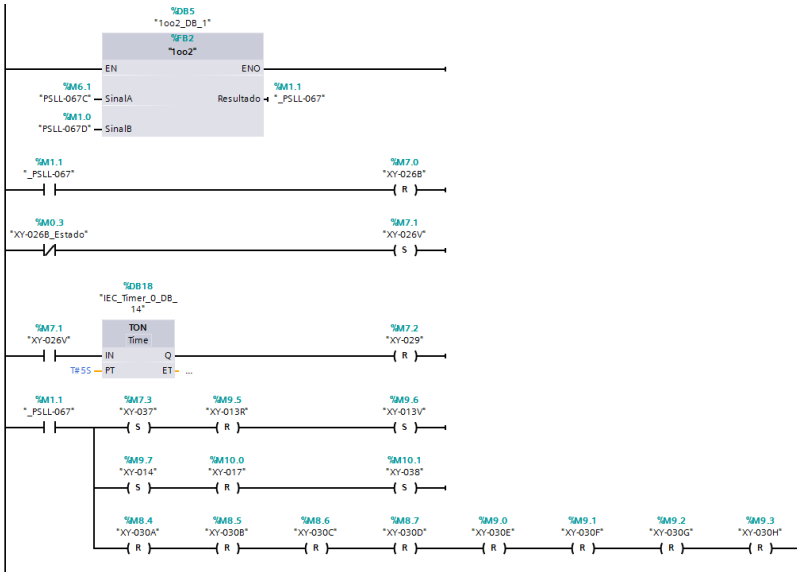 %DB5
"1oo2_DB_1"
%FB2
"1oo2"
EN ENO
%M6.1 %M1.1
"PSLL-067C" SinalA Resultado "_PSLL-067"
%M1.0
"PSLL-067D" SinalB
%M1.1 %M7.0
"_PSLL-067" "XY-026B"
R
%M0.3 %M7.1
"XY-026B_Estado" "XY-026V"
S
%DB18
"IEC_Timer_0_DB_
14"
%M7.1 TON %M7.2
"XY-026V" Time "XY-029"
IN Q R
T#5S PT ET ...
%M1.1 %M7.3 %M9.5 %M9.6
"_PSLL-067" "XY-037" "XY-013R" "XY-013V"
S R S
%M9.7 %M10.0 %M10.1
"XY-014" "XY-017" "XY-038"
S R S
%M8.4 %M8.5 %M8.6 %M8.7 %M9.0 %M9.1 %M9.2 %M9.3
"XY-030A" "XY-030B" "XY-030C" "XY-030D" "XY-030E" "XY-030F" "XY-030G" "XY-030H"
R R R R R R R R